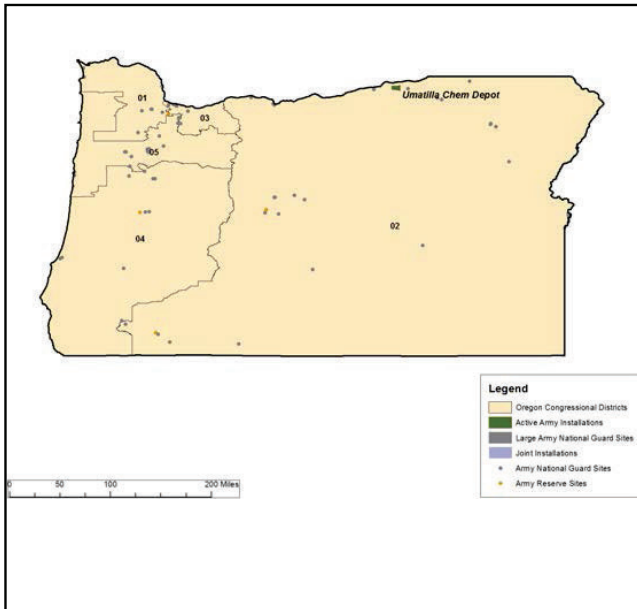 01
03
Umatilla Chem Depot
05
02
04
Legend
Oregon Congressional Districts
Active Army Installations
Large Army National Guard Sites
Joint Installations
Army National Guard Sites
Army Reserve Sites
0 50 100 200 Miles